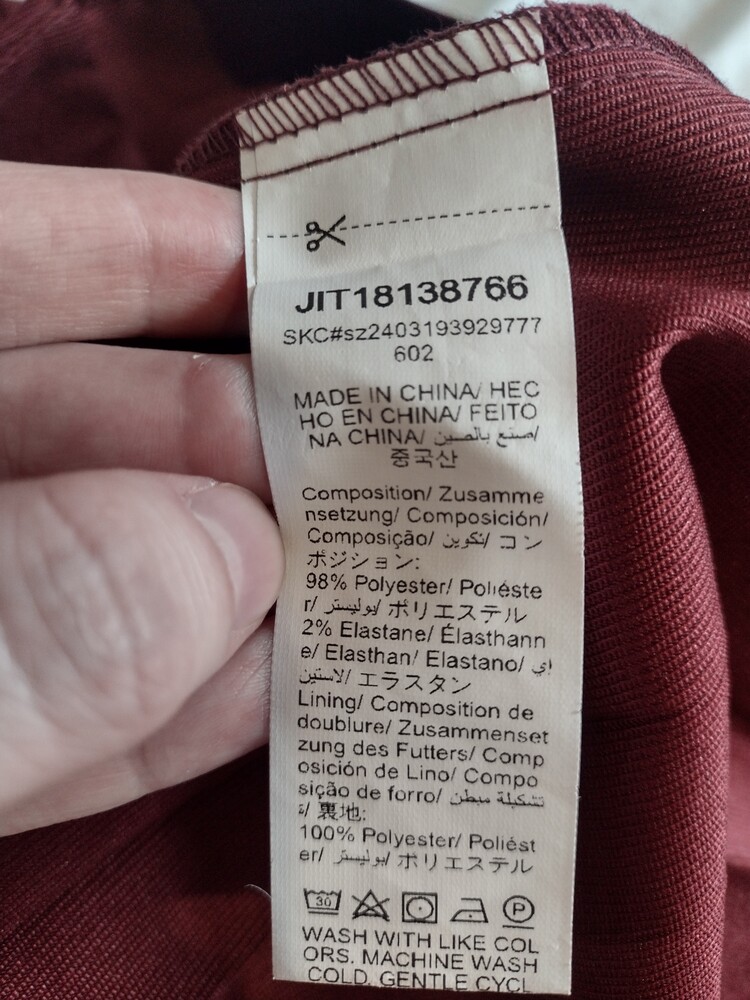 JIT18138766
SKC#sz2403193929777
602
MADE IN CHINA/ HEC
HO EN CHINA/ FEITO
NA CHINA/ صنع بالصين/
중국산
Composition/ Zusamme
nsetzung/ Composición/
Composição/ تكوين/ コン
ポジション:
98% Polyester/ Poliéste
r/ بوليستر/ ポリエステル
2% Elastane/ Élasthann
e/ Elasthan/ Elastano/ إي
لاستين/ エラスタン
Lining/ Composition de
doublure/ Zusammenset
zung des Futters/ Comp
osición de Lino/ Compo
sição de forro/ تشكيلة مبطن
ة/ 裏地:
100% Polyester/ Poliést
er/ بوليستر/ ポリエステル
30 P
WASH WITH LIKE COL
ORS. MACHINE WASH
COLD. GENTLE CYCL